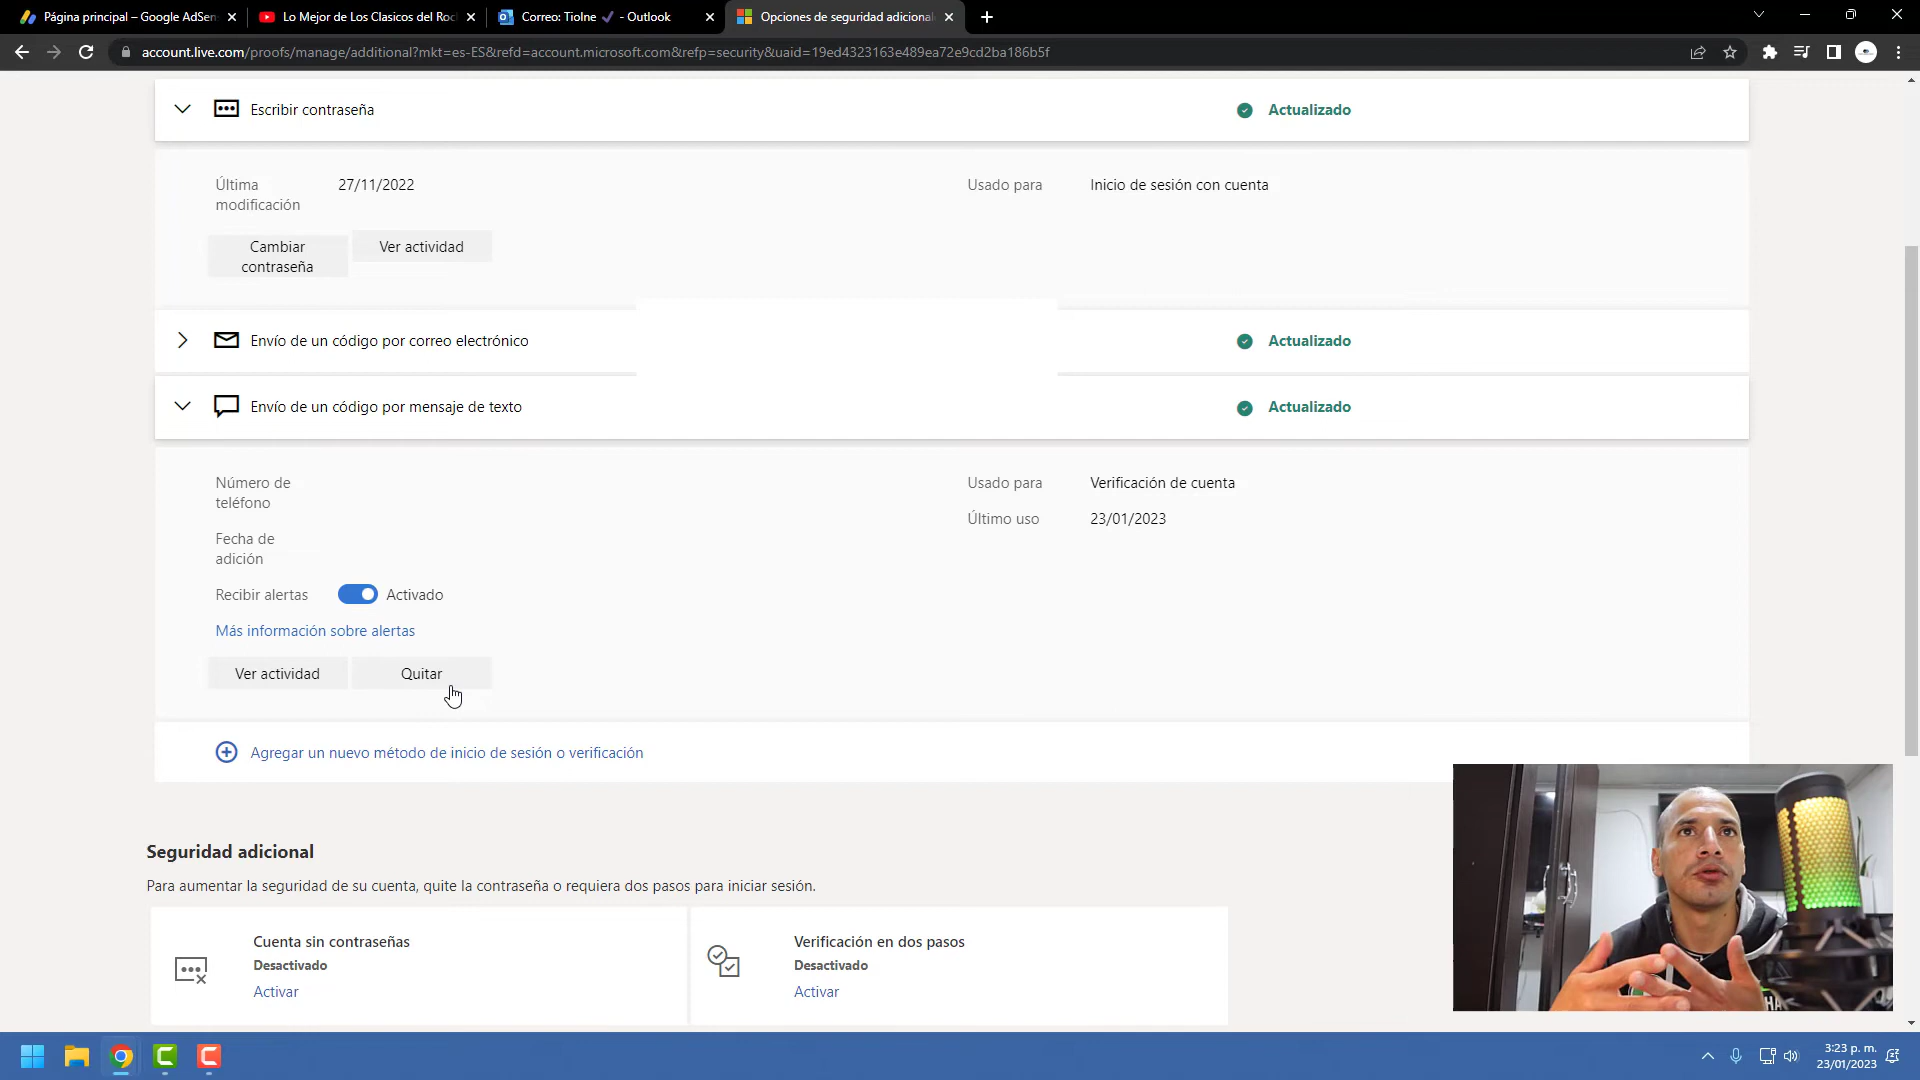 Página principal – Google AdSen
Lo Mejor de Los Clasicos del Roc
Correo: TioIne ✓ - Outlook
Opciones de seguridad adicional
account.live.com/proofs/manage/additional?mkt=es-ES&refd=account.microsoft.com&refp=security&uaid=19ed4323163e489ea72e9cd2ba186b5f
Escribir contraseña
Actualizado
Última modificación
27/11/2022
Usado para
Inicio de sesión con cuenta
Cambiar contraseña
Ver actividad
Envío de un código por correo electrónico
Actualizado
Envío de un código por mensaje de texto
Actualizado
Número de teléfono
Usado para
Verificación de cuenta
Último uso
23/01/2023
Fecha de adición
Recibir alertas
Activado
Más información sobre alertas
Ver actividad
Quitar
Agregar un nuevo método de inicio de sesión o verificación
Seguridad adicional
Para aumentar la seguridad de su cuenta, quite la contraseña o requiera dos pasos para iniciar sesión.
Cuenta sin contraseñas
Desactivado
Activar
Verificación en dos pasos
Desactivado
Activar
3:23 p. m.
23/01/2023